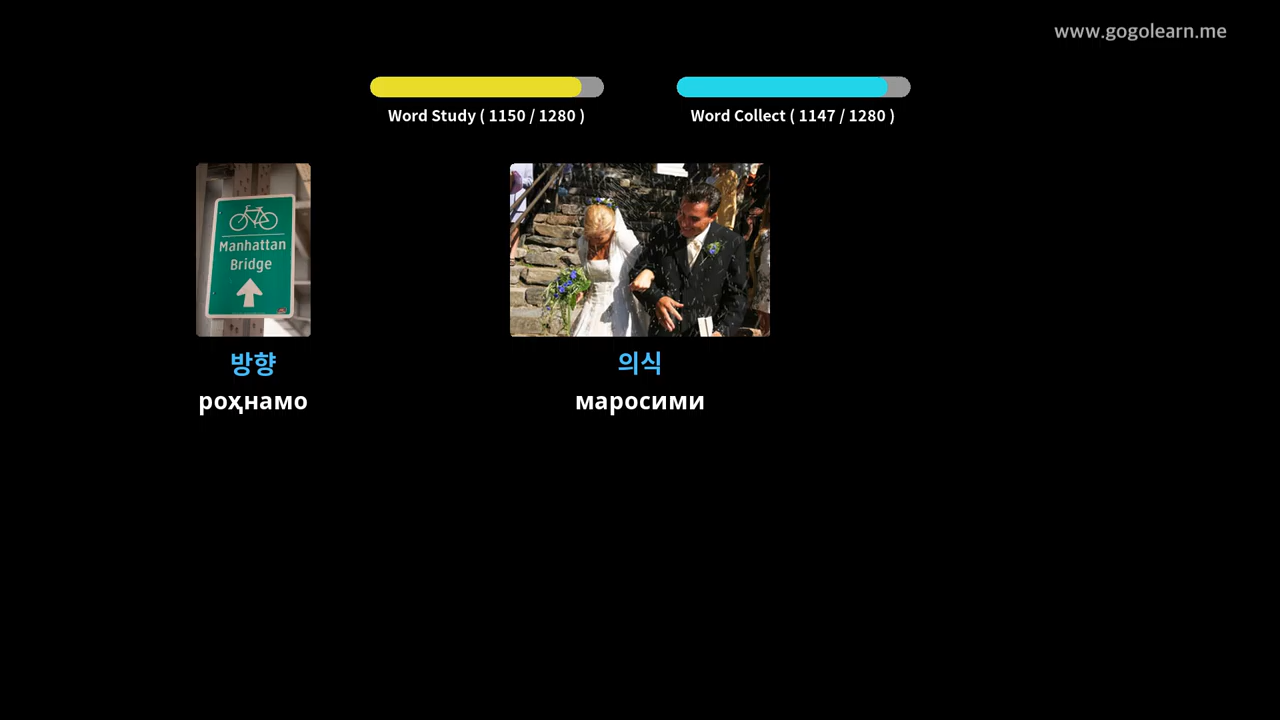 www.gogolearn.me
Word Study ( 1150 / 1280 )
Word Collect ( 1147 / 1280 )
Manhattan
Bridge
방향
роҳнамо
의식
маросими